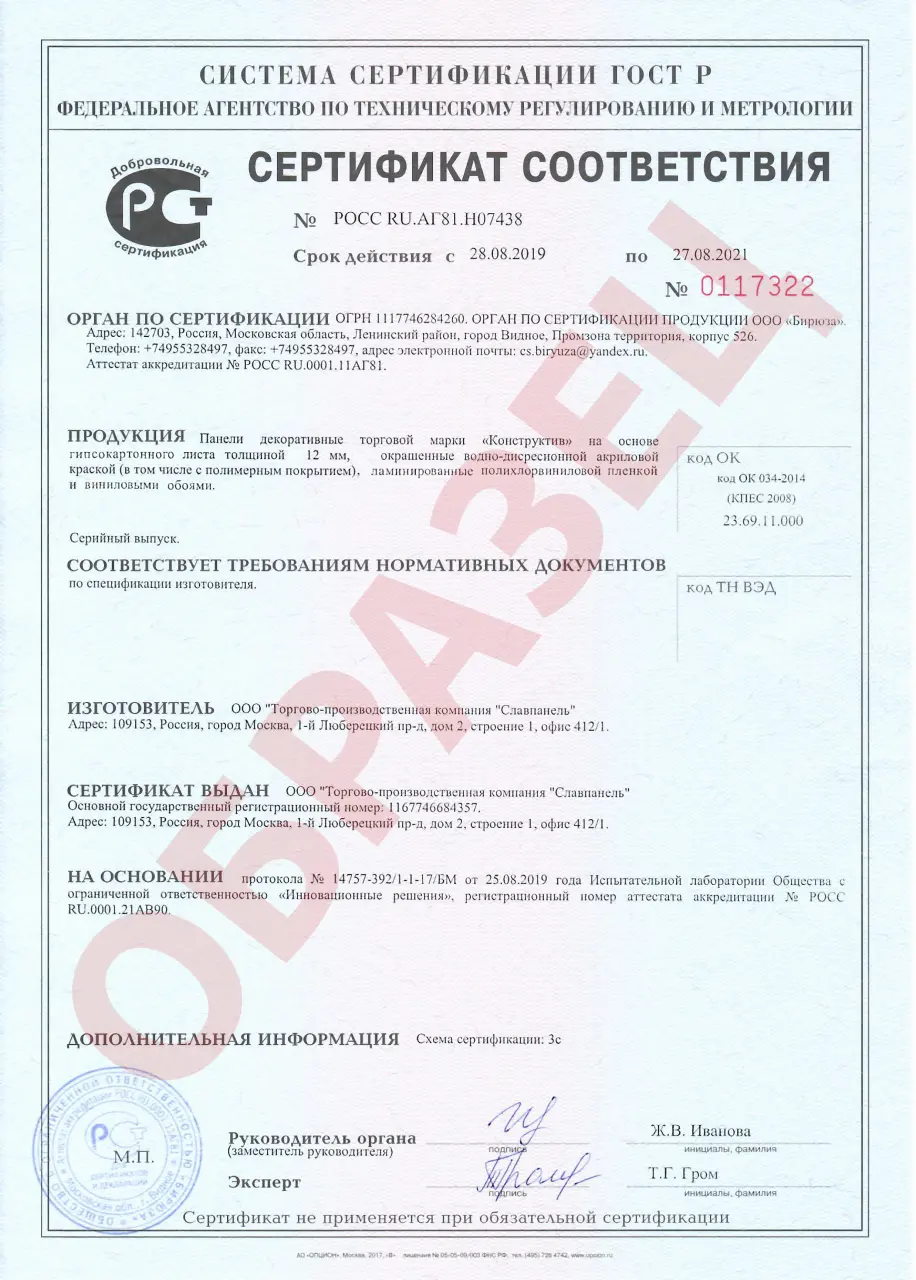 СИСТЕМА СЕРТИФИКАЦИИ ГОСТ Р
ФЕДЕРАЛЬНОЕ АГЕНТСТВО ПО ТЕХНИЧЕСКОМУ РЕГУЛИРОВАНИЮ И МЕТРОЛОГИИ
Добровольная
РСТ
сертификация
СЕРТИФИКАТ СООТВЕТСТВИЯ
№ РОСС RU.АГ81.Н07438
Срок действия с 28.08.2019 по 27.08.2021
№ 0117322
ОРГАН ПО СЕРТИФИКАЦИИ ОГРН 1117746284260. ОРГАН ПО СЕРТИФИКАЦИИ ПРОДУКЦИИ ООО «Бирюза».
Адрес: 142703, Россия, Московская область, Ленинский район, город Видное, Промзона территория, корпус 526.
Телефон: +74955328497, факс: +74955328497, адрес электронной почты: cs.biryuza@yandex.ru.
Аттестат аккредитации № РОСС RU.0001.11АГ81.
ПРОДУКЦИЯ Панели декоративные торговой марки «Конструктив» на основе
гипсокартонного листа толщиной 12 мм, окрашенные водно-дисресионной акриловой
краской (в том числе с полимерным покрытием), ламинированные полихлорвиниловой пленкой
и виниловыми обоями.
Серийный выпуск.
код ОК
код ОК 034-2014
(КПЕС 2008)
23.69.11.000
СООТВЕТСТВУЕТ ТРЕБОВАНИЯМ НОРМАТИВНЫХ ДОКУМЕНТОВ
по спецификации изготовителя.
код ТН ВЭД
ИЗГОТОВИТЕЛЬ ООО "Торгово-производственная компания "Славпанель"
Адрес: 109153, Россия, город Москва, 1-й Люберецкий пр-д, дом 2, строение 1, офис 412/1.
СЕРТИФИКАТ ВЫДАН ООО "Торгово-производственная компания "Славпанель"
Основной государственный регистрационный номер: 1167746684357.
Адрес: 109153, Россия, город Москва, 1-й Люберецкий пр-д, дом 2, строение 1, офис 412/1.
НА ОСНОВАНИИ протокола № 14757-392/1-1-17/БМ от 25.08.2019 года Испытательной лаборатории Общества с
ограниченной ответственностью «Инновационные решения», регистрационный номер аттестата аккредитации № РОСС
RU.0001.21АВ90.
ДОПОЛНИТЕЛЬНАЯ ИНФОРМАЦИЯ Схема сертификации: 3с
ОБРАЗЕЦ
М.П.
Руководитель органа
(заместитель руководителя)
подпись
Ж.В. Иванова
инициалы, фамилия
Эксперт
подпись
Т.Г. Гром
инициалы, фамилия
Сертификат не применяется при обязательной сертификации
АО «ОПЦИОН», Москва, 2017, «В» лицензия № 05-05-09/003 ФНС РФ, тел. (495) 726 4742, www.opcion.ru